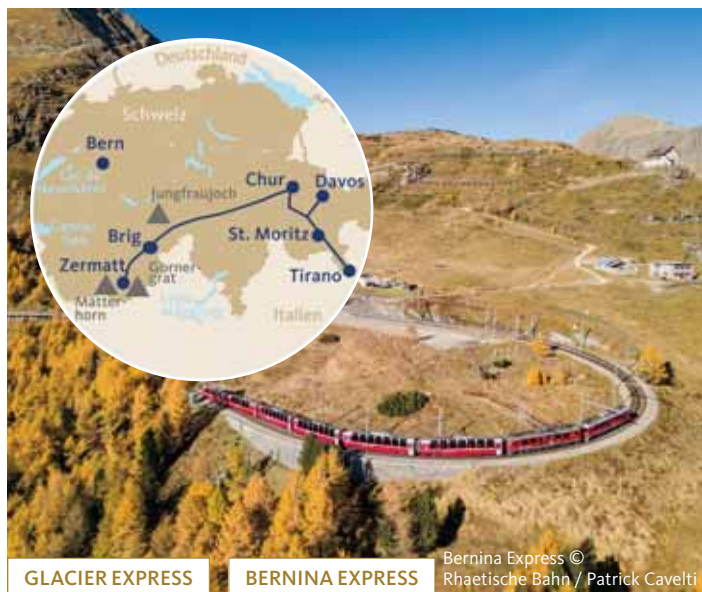 Deutschland
Schweiz
Bern
Jungfraujoch
Chur
Davos
Brig
St. Moritz
Zermatt
Gorner-
grat
Tirano
Matter-
horn
Italien
GLACIER EXPRESS
BERNINA EXPRESS
Bernina Express ©
Rhaetische Bahn / Patrick Cavelti